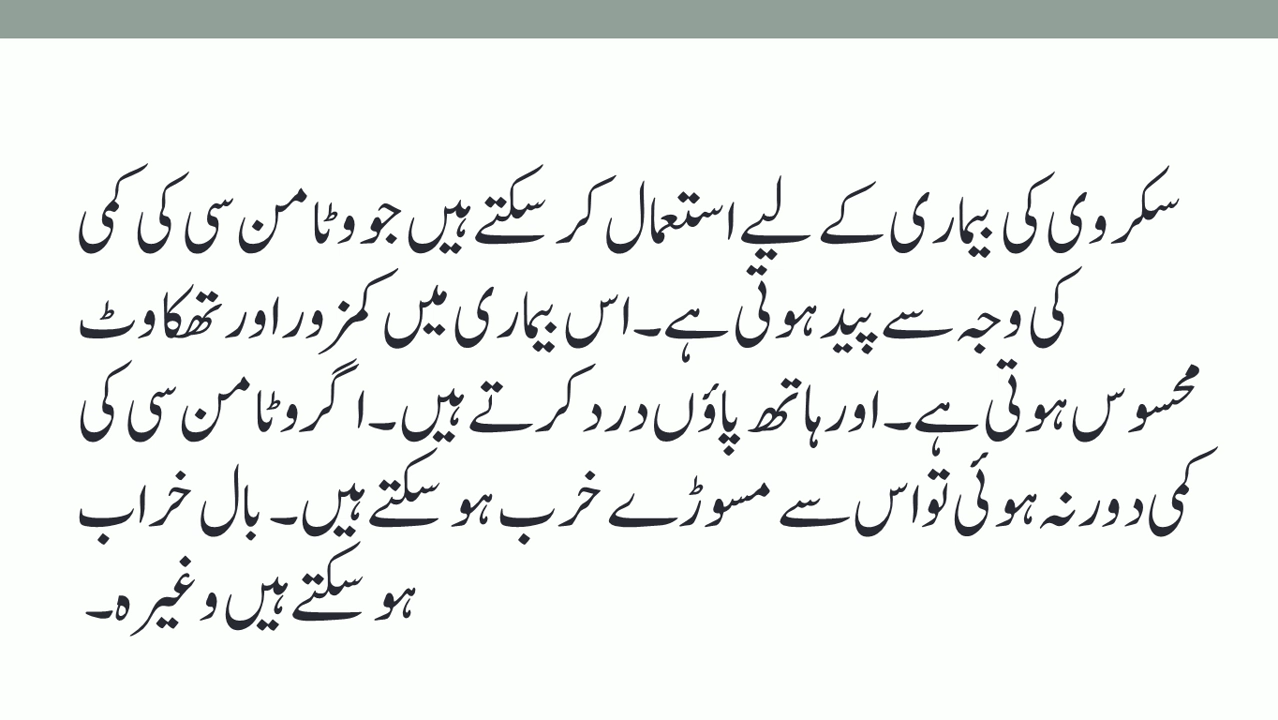 سکروی کی بیماری کے لیے استعمال کر سکتے ہیں جو وٹامن سی کی کمی
کی وجہ سے پید ہوتی ہے۔اس بیماری میں کمزور اور تھکاوٹ
محسوس ہوتی ہے۔اور ہاتھ پاؤں درد کرتے ہیں۔اگر وٹامن سی کی
کمی دور نہ ہوئی تو اس سے مسوڑے خرب ہو سکتے ہیں۔ بال خراب
ہو سکتے ہیں وغیرہ۔